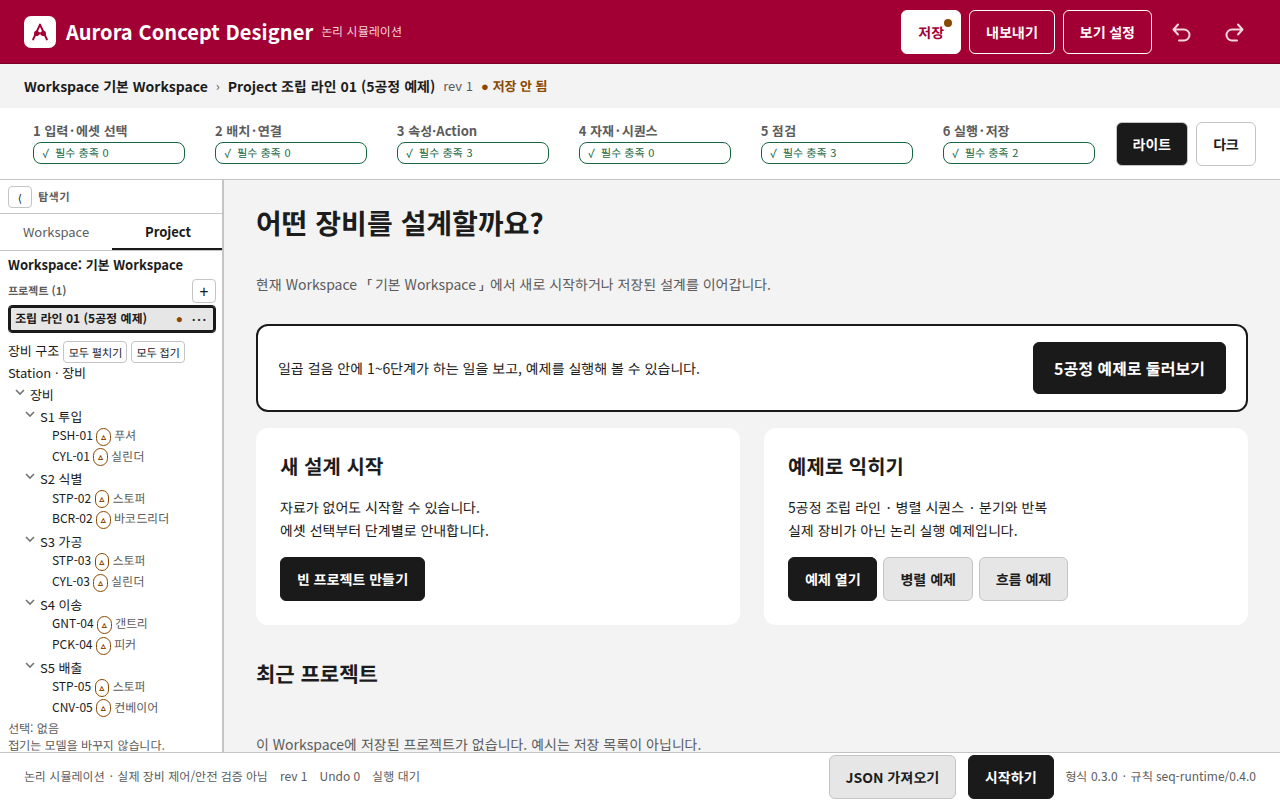 Aurora Concept Designer 논리 시뮬레이션 저장 내보내기 보기 설정
Workspace 기본 Workspace › Project 조립 라인 01 (5공정 예제) rev 1 ● 저장 안 됨
1 입력·에셋 선택 2 배치·연결 3 속성·Action 4 자재·시퀀스 5 점검 6 실행·저장
✓ 필수 충족 0 ✓ 필수 충족 0 ✓ 필수 충족 3 ✓ 필수 충족 0 ✓ 필수 충족 3 ✓ 필수 충족 2
라이트 다크
⟨ 탐색기
Workspace Project
Workspace: 기본 Workspace
프로젝트 (1) +
조립 라인 01 (5공정 예제) ● ···
장비 구조 모두 펼치기 모두 접기
Station · 장비
장비
S1 투입
PSH-01 푸셔
CYL-01 실린더
S2 식별
STP-02 스토퍼
BCR-02 바코드리더
S3 가공
STP-03 스토퍼
CYL-03 실린더
S4 이송
GNT-04 갠트리
PCK-04 피커
S5 배출
STP-05 스토퍼
CNV-05 컨베이어
선택: 없음
접기는 모델을 바꾸지 않습니다.
어떤 장비를 설계할까요?
현재 Workspace 「기본 Workspace」에서 새로 시작하거나 저장된 설계를 이어갑니다.
일곱 걸음 안에 1~6단계가 하는 일을 보고, 예제를 실행해 볼 수 있습니다.
5공정 예제로 둘러보기
새 설계 시작
자료가 없어도 시작할 수 있습니다.
에셋 선택부터 단계별로 안내합니다.
빈 프로젝트 만들기
예제로 익히기
5공정 조립 라인 · 병렬 시퀀스 · 분기와 반복
실제 장비가 아닌 논리 실행 예제입니다.
예제 열기 병렬 예제 흐름 예제
최근 프로젝트
이 Workspace에 저장된 프로젝트가 없습니다. 예시는 저장 목록이 아닙니다.
논리 시뮬레이션 · 실제 장비 제어/안전 검증 아님 rev 1 Undo 0 실행 대기
JSON 가져오기 시작하기 형식 0.3.0 · 규칙 seq-runtime/0.4.0